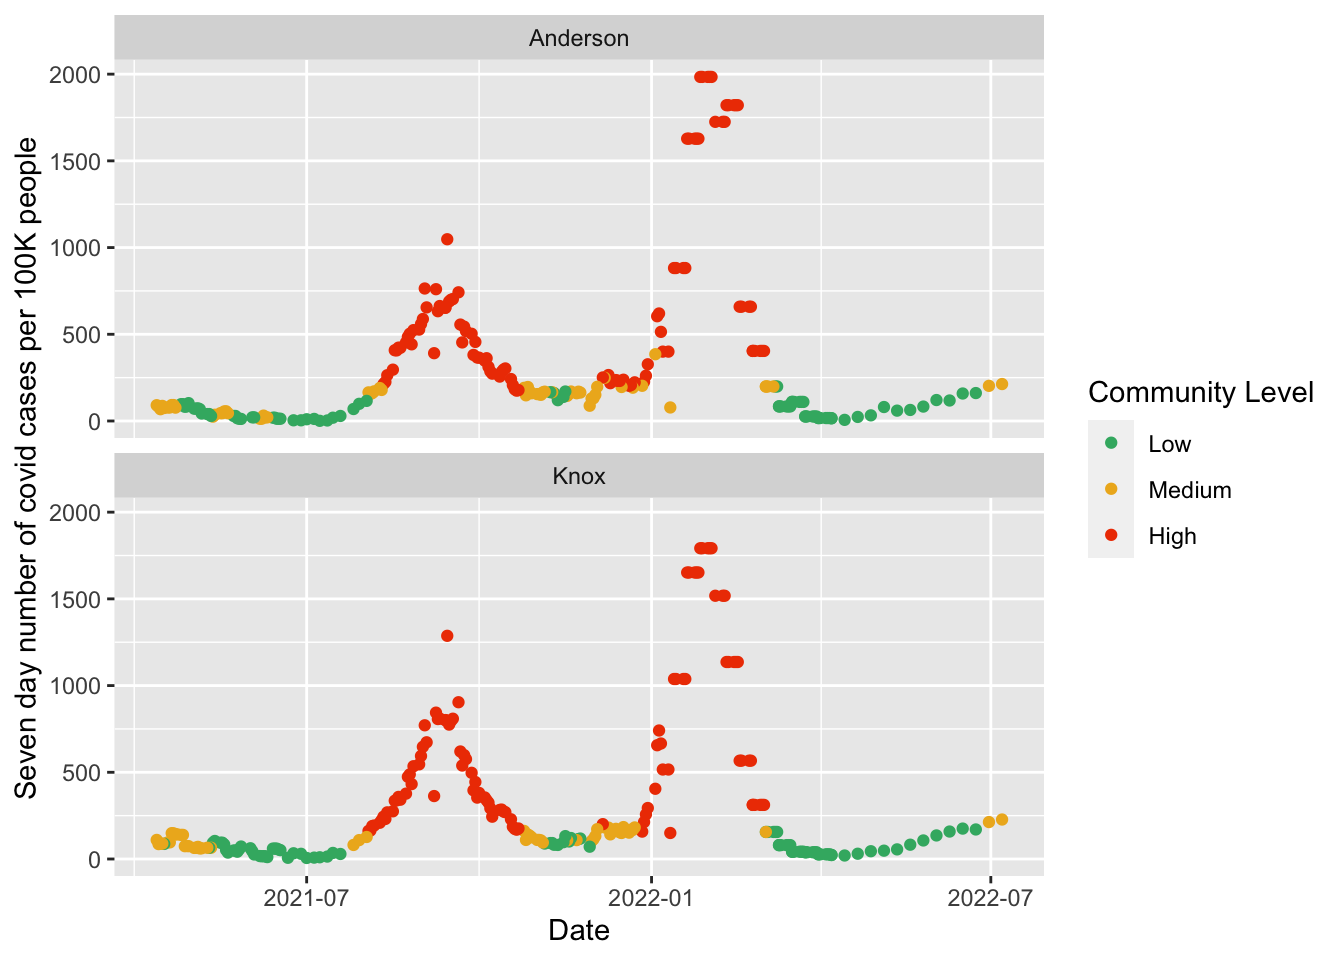 Anderson
2000
1500
1000
500
0
Knox
2000
1500
1000
500
0
Seven day number of covid cases per 100K people
2021-07
2022-01
2022-07
Date
Community Level
Low
Medium
High